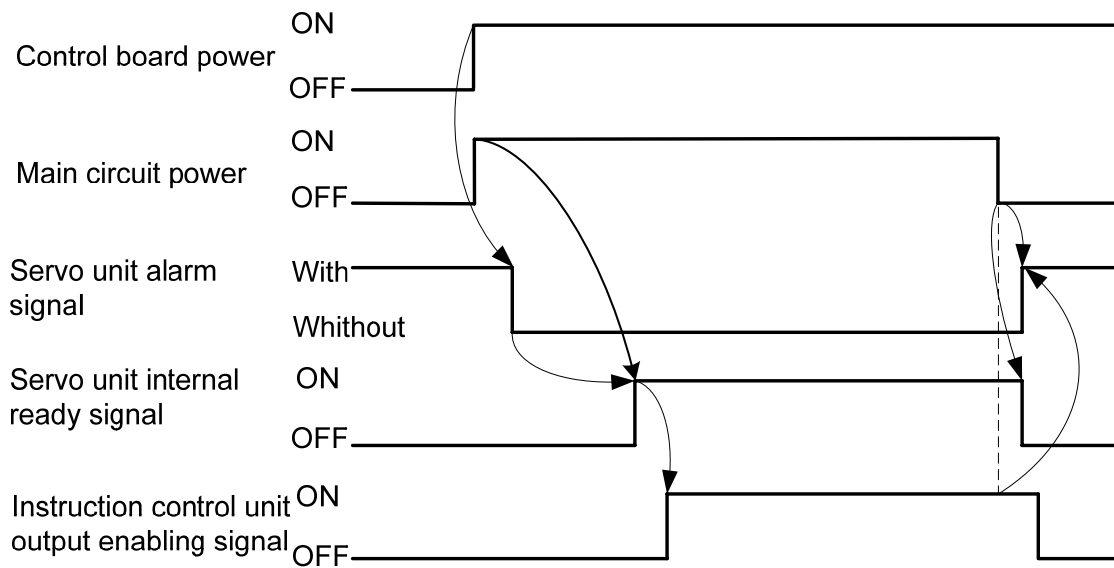 ON
Control board power
OFF
ON
Main circuit power
OFF
Servo unit alarm
signal
With
Whithout
Servo unit internal
ready signal
ON
OFF
Instruction control unit
output enabling signal
ON
OFF